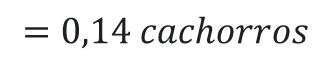 = 0,14 cachorros